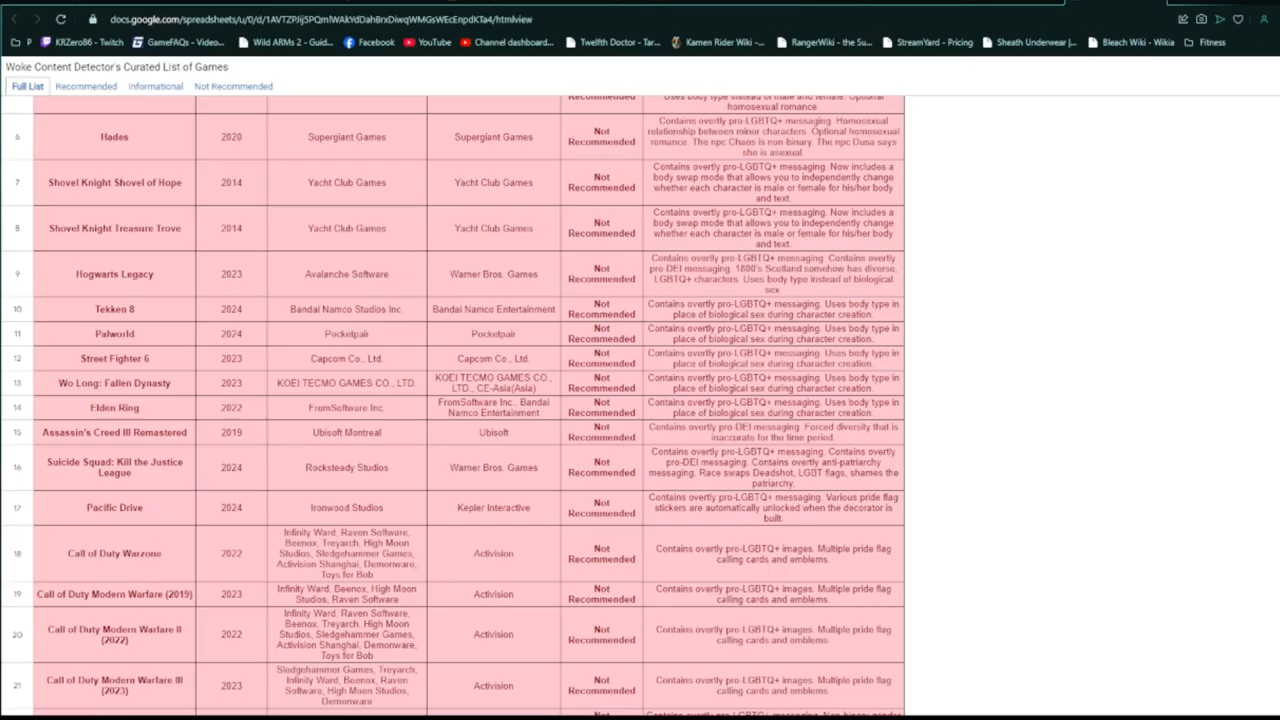 docs.google.com/spreadsheets/u/0/d/1AVTZPJij5PQmlWAkYdDahBrxDiwqWMGsWEcEnpdKTa4/htmlview
P KRZero86 - Twitch GameFAQs - Video... Wild ARMs 2 - Guid... Facebook YouTube Channel dashboard... Twelfth Doctor - Tar... Kamen Rider Wiki -... RangerWiki - the Su... StreamYard - Pricing Sheath Underwear |... Bleach Wiki - Wikia Fitness
Woke Content Detector's Curated List of Games
Full List Recommended Informational Not Recommended
Recommended
Uses body type instead of male and female. Optional
homosexual romance.
6
Hades
2020
Supergiant Games
Supergiant Games
Not
Recommended
Contains overtly pro-LGBTQ+ messaging. Homosexual
relationship between minor characters. Optional homosexual
romance. The npc Chaos is non-binary. The npc Dusa says
she is asexual.
7
Shovel Knight Shovel of Hope
2014
Yacht Club Games
Yacht Club Games
Not
Recommended
Contains overtly pro-LGBTQ+ messaging. Now includes a
body swap mode that allows you to independently change
whether each character is male or female for his/her body
and text.
8
Shovel Knight Treasure Trove
2014
Yacht Club Games
Yacht Club Games
Not
Recommended
Contains overtly pro-LGBTQ+ messaging. Now includes a
body swap mode that allows you to independently change
whether each character is male or female for his/her body
and text.
9
Hogwarts Legacy
2023
Avalanche Software
Warner Bros. Games
Not
Recommended
Contains overtly pro-LGBTQ+ messaging. Contains overtly
pro-DEI messaging. 1800's Scotland somehow has diverse,
LGBTQ+ characters. Uses body type instead of biological
sex.
10
Tekken 8
2024
Bandai Namco Studios Inc.
Bandai Namco Entertainment
Not
Recommended
Contains overtly pro-LGBTQ+ messaging. Uses body type in
place of biological sex during character creation.
11
Palworld
2024
Pocketpair
Pocketpair
Not
Recommended
Contains overtly pro-LGBTQ+ messaging. Uses body type in
place of biological sex during character creation.
12
Street Fighter 6
2023
Capcom Co., Ltd.
Capcom Co., Ltd.
Not
Recommended
Contains overtly pro-LGBTQ+ messaging. Uses body type in
place of biological sex during character creation
13
Wo Long: Fallen Dynasty
2023
KOEI TECMO GAMES CO., LTD.
KOEI TECMO GAMES CO.,
LTD., CE-Asia(Asia)
Not
Recommended
Contains overtly pro-LGBTQ+ messaging. Uses body type in
place of biological sex during character creation.
14
Elden Ring
2022
FromSoftware Inc.
FromSoftware Inc., Bandai
Namco Entertainment
Not
Recommended
Contains overtly pro-LGBTQ+ messaging. Uses body type in
place of biological sex during character creation.
15
Assassin's Creed III Remastered
2019
Ubisoft Montreal
Ubisoft
Not
Recommended
Contains overtly pro-DEI messaging. Forced diversity that is
inaccurate for the time period.
16
Suicide Squad: Kill the Justice
League
2024
Rocksteady Studios
Warner Bros. Games
Not
Recommended
Contains overtly pro-LGBTQ+ messaging. Contains overtly
pro-DEI messaging. Contains overtly anti-patriarchy
messaging. Race swaps Deadshot, LGBT flags, shames the
patriarchy.
17
Pacific Drive
2024
Ironwood Studios
Kepler Interactive
Not
Recommended
Contains overtly pro-LGBTQ+ messaging. Various pride flag
stickers are automatically unlocked when the decorator is
built.
18
Call of Duty Warzone
2022
Infinity Ward, Raven Software,
Beenox, Treyarch, High Moon
Studios, Sledgehammer Games,
Activision Shanghai, Demonware,
Toys for Bob
Activision
Not
Recommended
Contains overtly pro-LGBTQ+ images. Multiple pride flag
calling cards and emblems.
19
Call of Duty Modern Warfare (2019)
2023
Infinity Ward, Beenox, High Moon
Studios, Raven Software
Activision
Not
Recommended
Contains overtly pro-LGBTQ+ images. Multiple pride flag
calling cards and emblems.
20
Call of Duty Modern Warfare II
(2022)
2022
Infinity Ward, Raven Software,
Beenox, Treyarch, High Moon
Studios, Sledgehammer Games,
Activision Shanghai, Demonware,
Toys for Bob
Activision
Not
Recommended
Contains overtly pro-LGBTQ+ images. Multiple pride flag
calling cards and emblems.
21
Call of Duty Modern Warfare III
(2023)
2023
Sledgehammer Games, Treyarch,
Infinity Ward, Beenox, Raven
Software, High Moon Studios,
Demonware
Activision
Not
Recommended
Contains overtly pro-LGBTQ+ images. Multiple pride flag
calling cards and emblems.